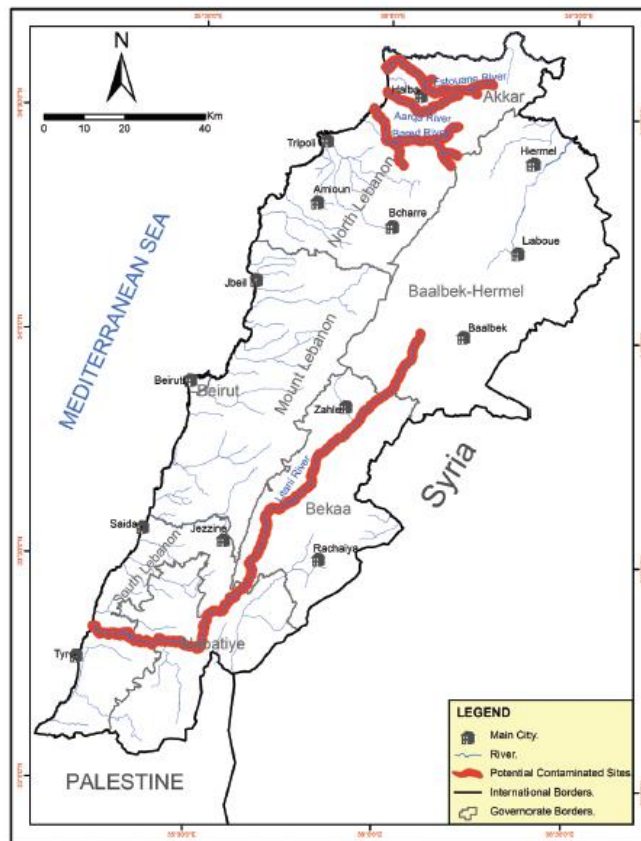 N
Km
0 10 20 40
Estouane River
Halba
Akkar
Aarqa River
Bared River
Tripoli
Hermel
Amioun
North Lebanon
Bcharre
Laboue
MEDITERRANEAN SEA
Jbeil
Baalbek-Hermel
Baalbek
Mount Lebanon
Beirut
Beirut
Zahle
Litani River
Syria
Bekaa
Saida
Jezzine
Rachaiya
South Lebanon
Tyre
PALESTINE
LEGEND
Main City.
River.
Potential Contaminated Sites.
International Borders.
Governorate Borders.